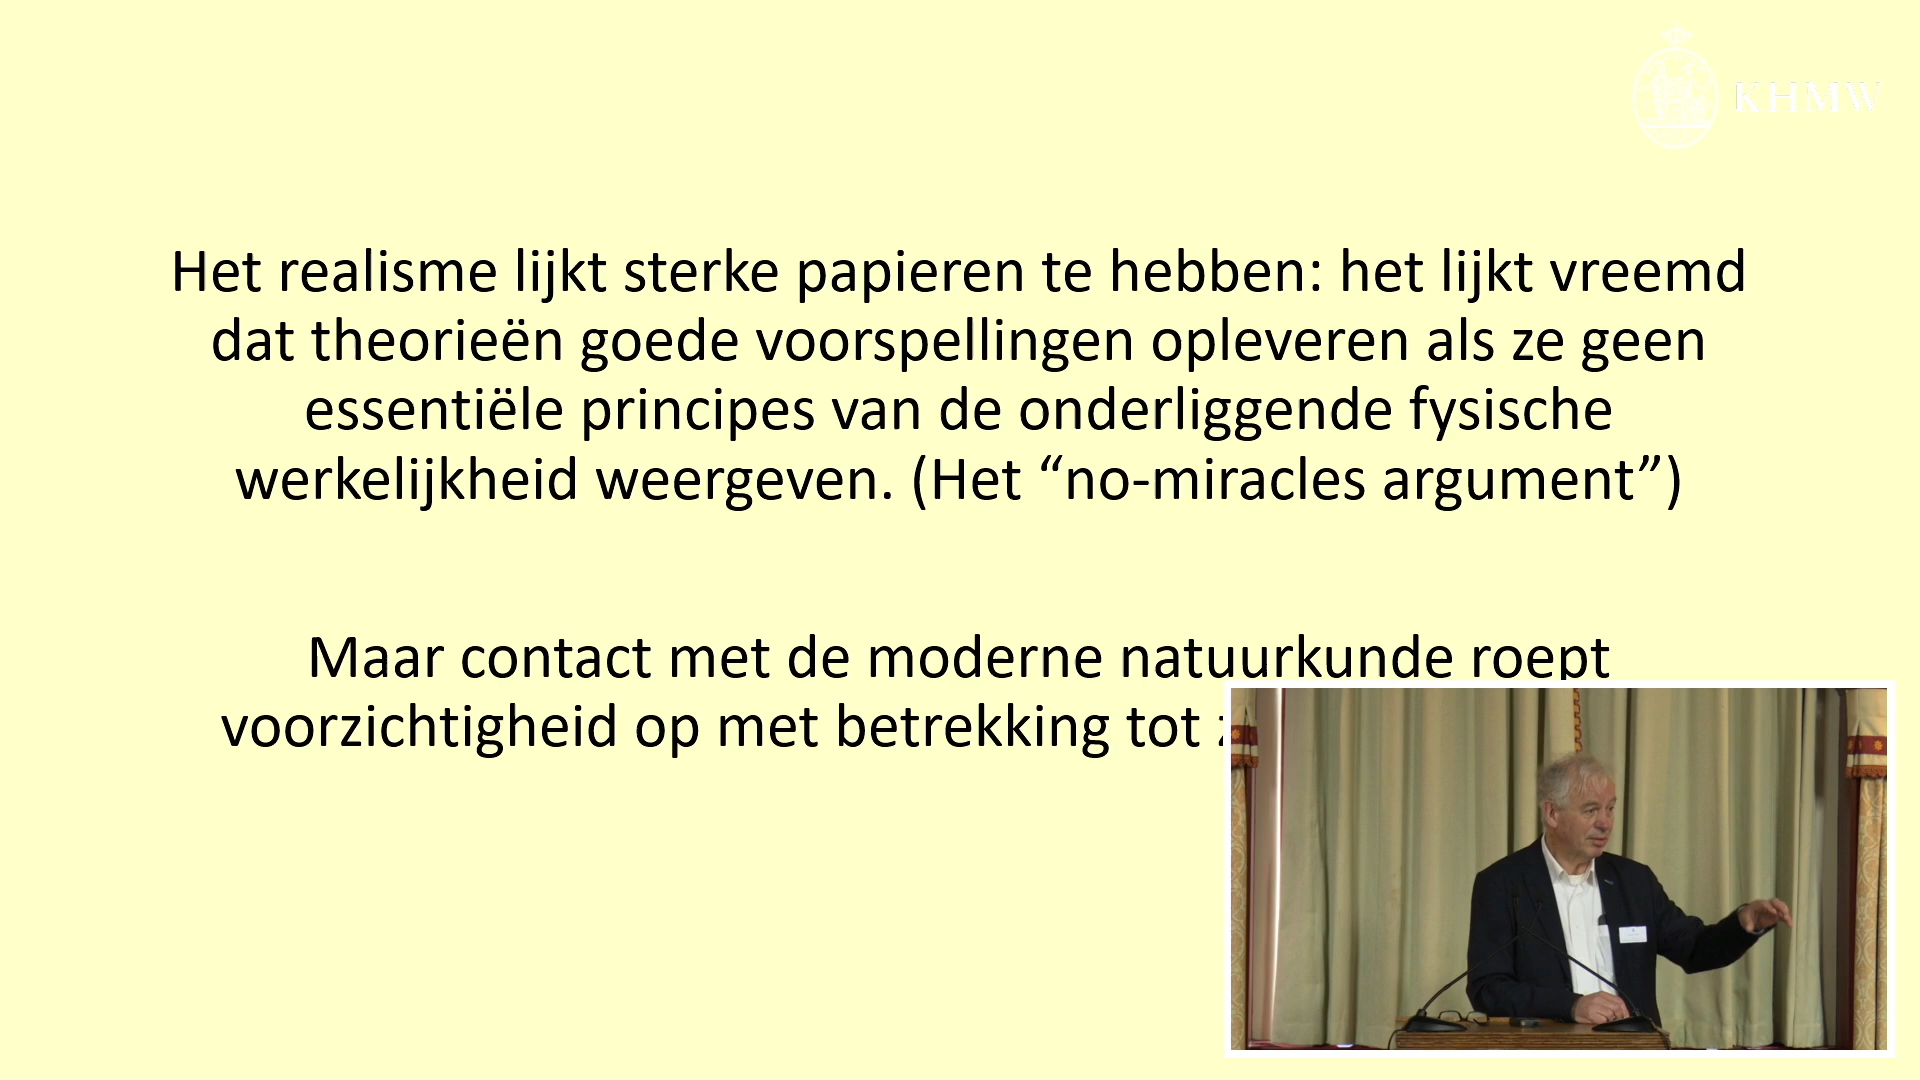 KHMW
Het realisme lijkt sterke papieren te hebben: het lijkt vreemd
dat theorieën goede voorspellingen opleveren als ze geen
essentiële principes van de onderliggende fysische
werkelijkheid weergeven. (Het “no-miracles argument”)
Maar contact met de moderne natuurkunde roept
voorzichtigheid op met betrekking tot